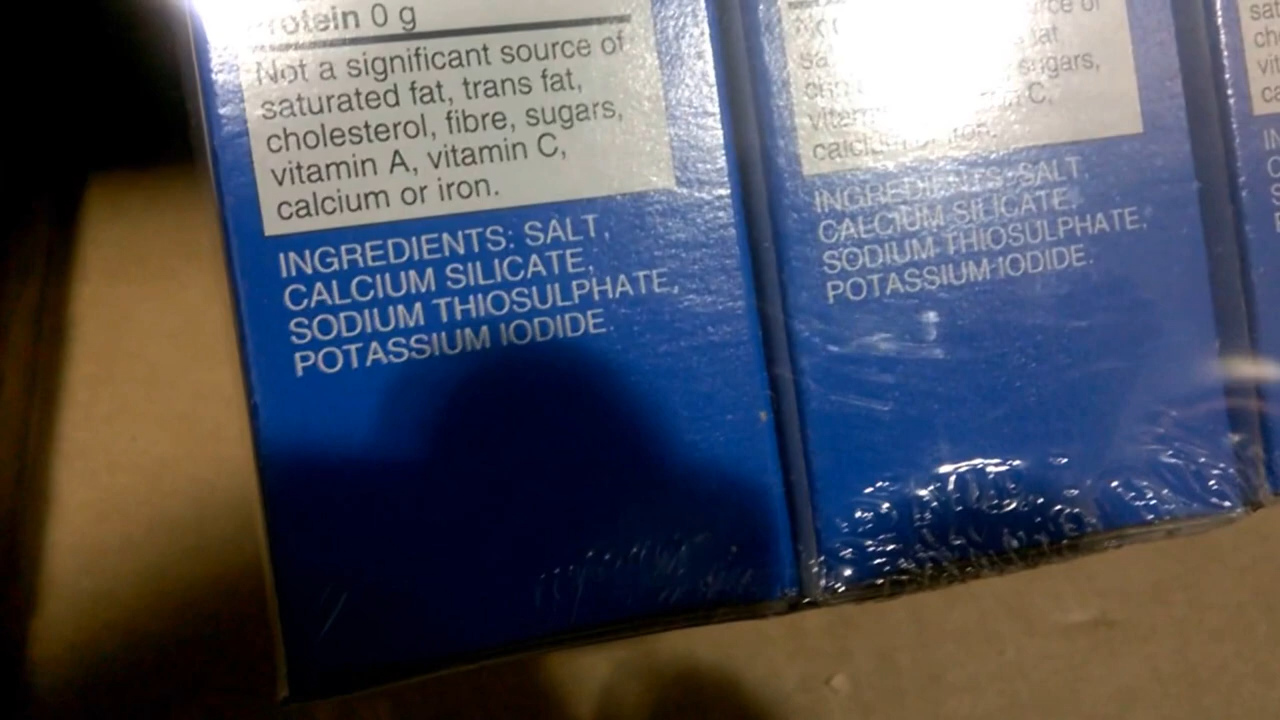 rotein 0 g
Not a significant source of
saturated fat, trans fat,
cholesterol, fibre, sugars,
vitamin A, vitamin C,
calcium or iron.
INGREDIENTS: SALT,
CALCIUM SILICATE,
SODIUM THIOSULPHATE,
POTASSIUM IODIDE.
sugars,
C,
INGREDIENTS: SALT,
CALCIUM SILICATE,
SODIUM THIOSULPHATE,
POTASSIUM IODIDE.